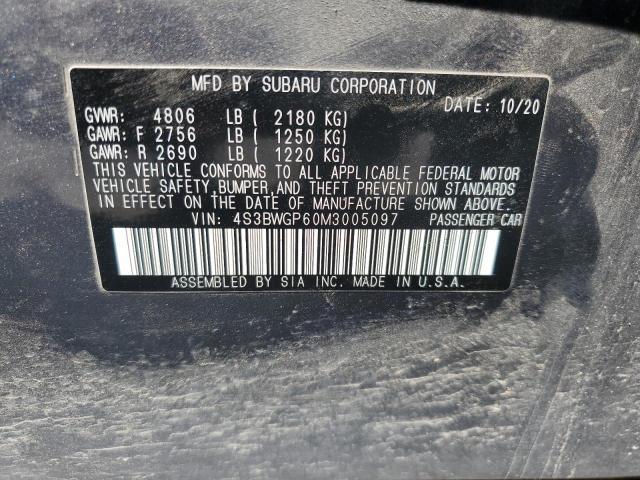 MFD BY SUBARU CORPORATION
DATE: 10/20
GVWR: 4806 LB ( 2180 KG)
GAWR: F 2756 LB ( 1250 KG)
GAWR: R 2690 LB ( 1220 KG)
THIS VEHICLE CONFORMS TO ALL APPLICABLE FEDERAL MOTOR
VEHICLE SAFETY, BUMPER, AND THEFT PREVENTION STANDARDS
IN EFFECT ON THE DATE OF MANUFACTURE SHOWN ABOVE.
VIN: 4S3BWGP60M3005097 PASSENGER CAR
ASSEMBLED BY SIA INC. MADE IN U.S.A.